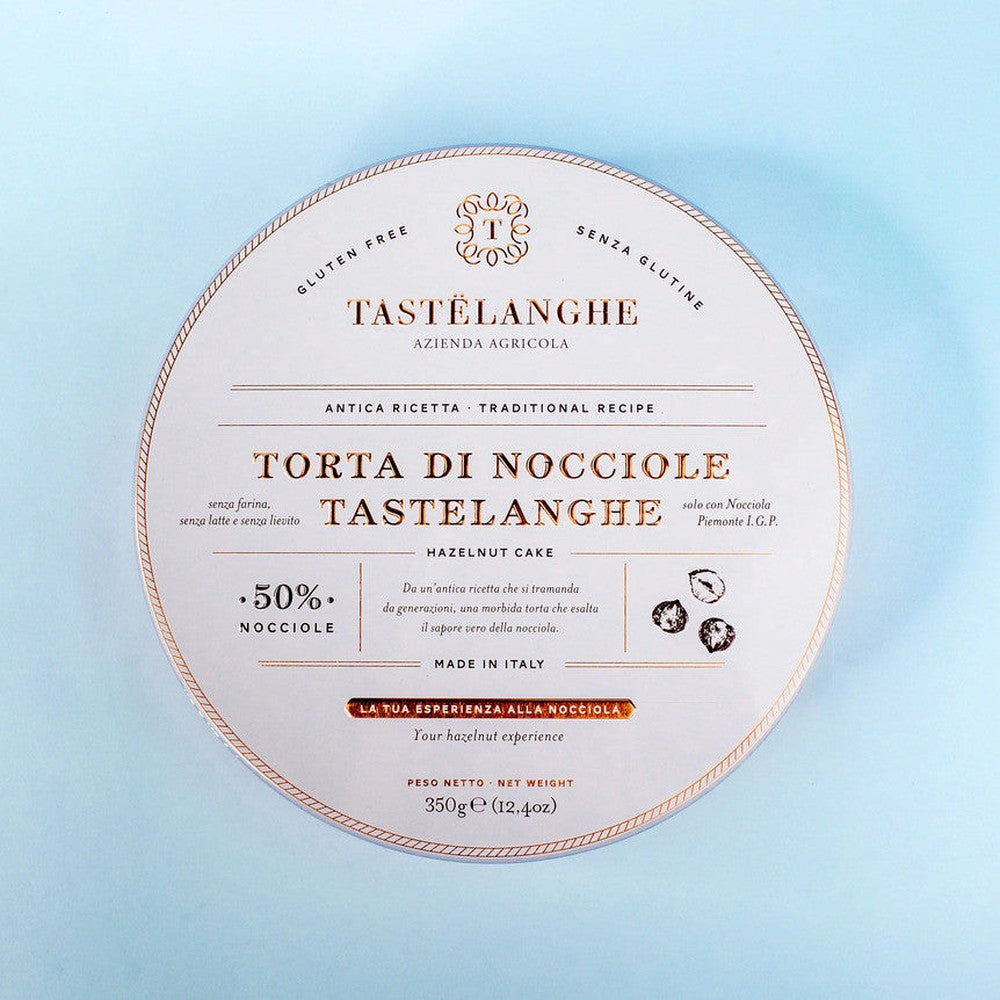 T
GLUTEN FREE
SENZA GLUTINE
TASTËLANGHE
AZIENDA AGRICOLA
ANTICA RICETTA · TRADITIONAL RECIPE
TORTA DI NOCCIOLE
TASTELANGHE
senza farina,
senza latte e senza lievito
solo con Nocciola
Piemonte I.G.P.
HAZELNUT CAKE
·50%·
NOCCIOLE
Da un'antica ricetta che si tramanda
da generazioni, una morbida torta che esalta
il sapore vero della nocciola.
MADE IN ITALY
LA TUA ESPERIENZA ALLA NOCCIOLA
Your hazelnut experience
PESO NETTO · NET WEIGHT
350g ℮ (12,4oz)